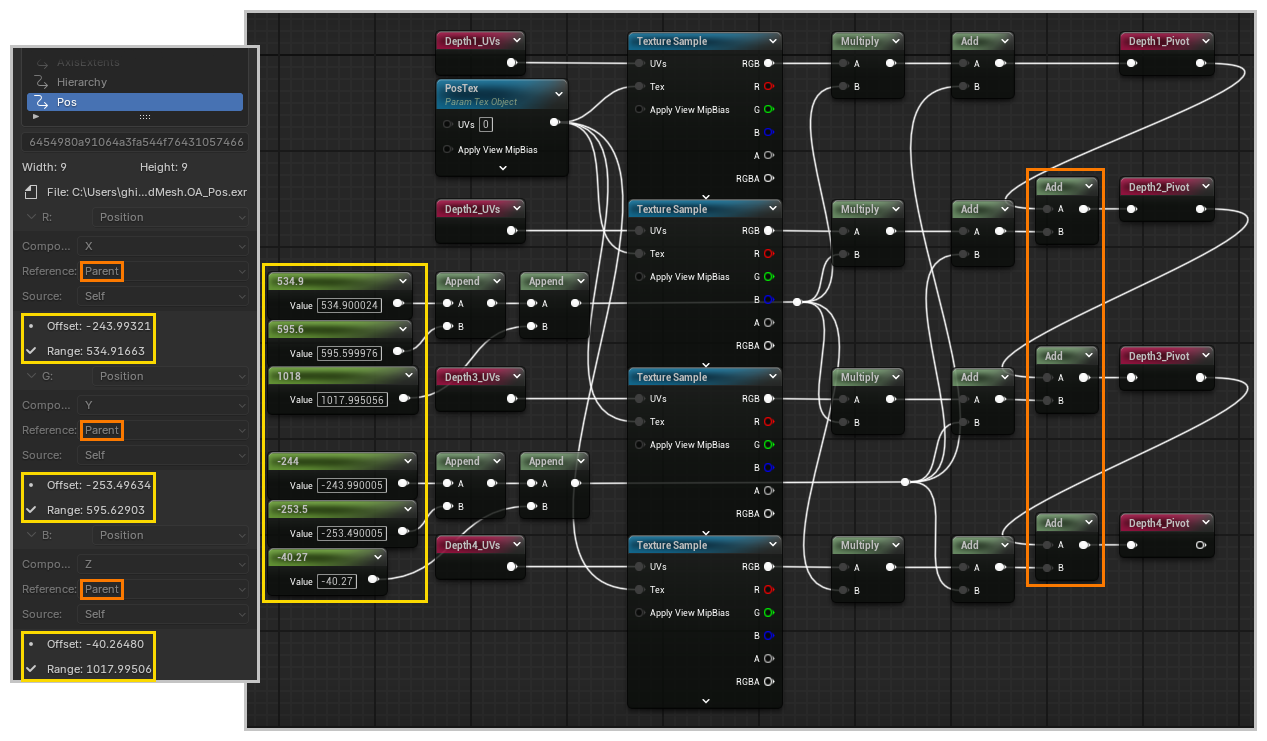 AxisExtents
Hierarchy
Pos
6454980a91064a3fa544f76431057466
Width: 9 Height: 9
File: C:\Users\ghi...dMesh.OA_Pos.exr
R: Position
Compo... X
Reference: Parent
Source: Self
Offset: -243.99321
Range: 534.91663
G: Position
Compo... Y
Reference: Parent
Source: Self
Offset: -253.49634
Range: 595.62903
B: Position
Compo... Z
Reference: Parent
Source: Self
Offset: -40.26480
Range: 1017.99506
Depth1_UVs
PosTex
Param Tex Object
UVs 0
Apply View MipBias
Depth2_UVs
534.9
Value 534.900024
595.6
Value 595.599976
1018
Value 1017.995056
Append
A
B
Append
A
B
Depth3_UVs
-244
Value -243.990005
-253.5
Value -253.490005
-40.27
Value -40.27
Append
A
B
Append
A
B
Depth4_UVs
Texture Sample
UVs RGB
Tex R
Apply View MipBias G
B
A
RGBA
Texture Sample
UVs RGB
Tex R
Apply View MipBias G
B
A
RGBA
Texture Sample
UVs RGB
Tex R
Apply View MipBias G
B
A
RGBA
Texture Sample
UVs RGB
Tex R
Apply View MipBias G
B
A
RGBA
Multiply
A
B
Multiply
A
B
Multiply
A
B
Multiply
A
B
Add
A
B
Add
A
B
Add
A
B
Add
A
B
Add
A
B
Add
A
B
Add
A
B
Depth1_Pivot
Depth2_Pivot
Depth3_Pivot
Depth4_Pivot